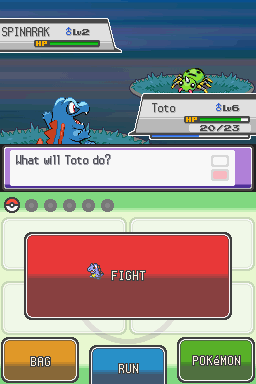 SPINARAK ♂Lv2
HP
Toto ♂Lv6
HP
20/23
What will Toto do?
FIGHT
BAG
RUN
POKéMON